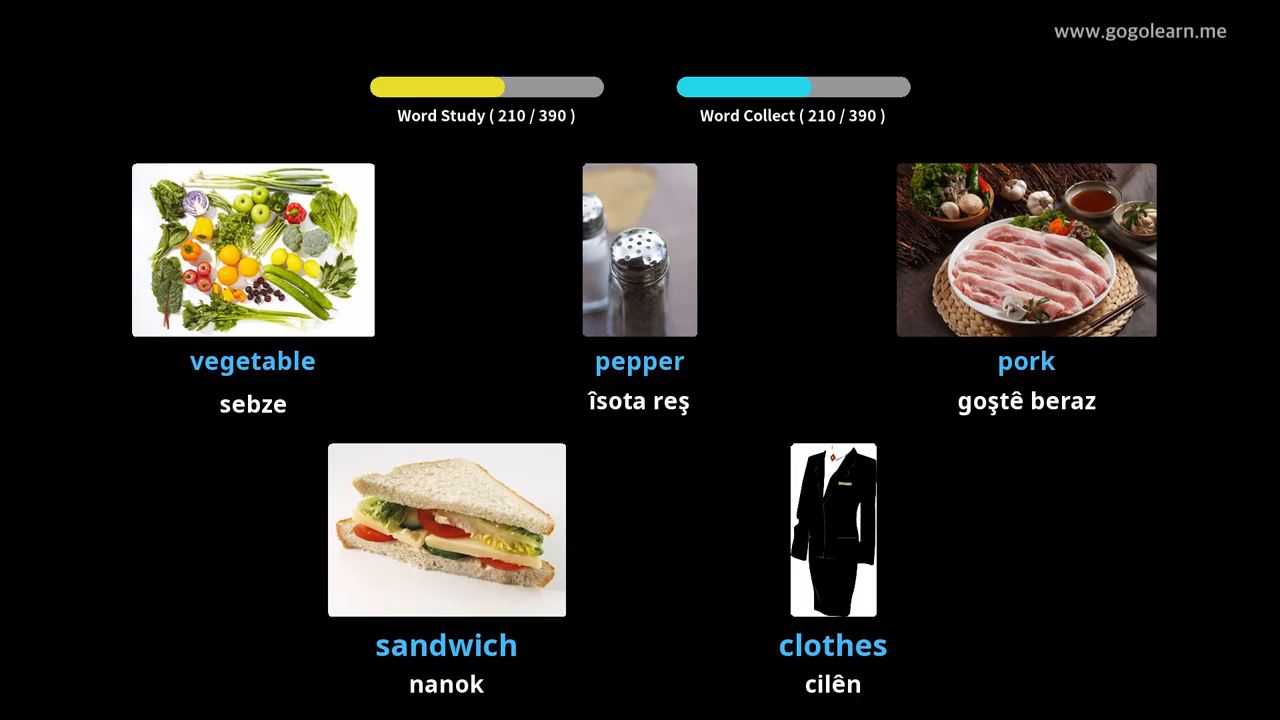 www.gogolearn.me
Word Study ( 210 / 390 )
Word Collect ( 210 / 390 )
vegetable
pepper
pork
sebze
îsota reş
goştê beraz
sandwich
clothes
nanok
cilên